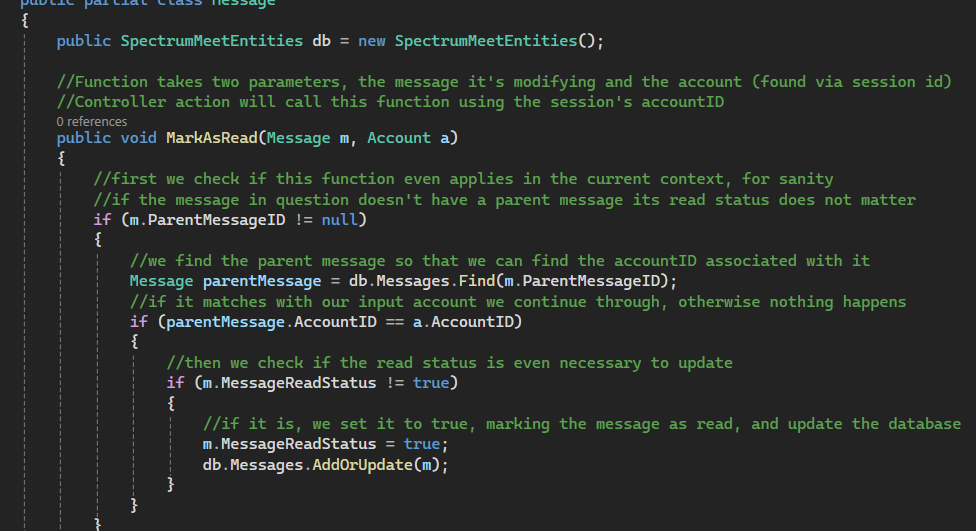 public partial class Message
{
public SpectrumMeetEntities db = new SpectrumMeetEntities();
//Function takes two parameters, the message it's modifying and the account (found via session id)
//Controller action will call this function using the session's accountID
0 references
public void MarkAsRead(Message m, Account a)
{
//first we check if this function even applies in the current context, for sanity
//if the message in question doesn't have a parent message its read status does not matter
if (m.ParentMessageID != null)
{
//we find the parent message so that we can find the accountID associated with it
Message parentMessage = db.Messages.Find(m.ParentMessageID);
//if it matches with our input account we continue through, otherwise nothing happens
if (parentMessage.AccountID == a.AccountID)
{
//then we check if the read status is even necessary to update
if (m.MessageReadStatus != true)
{
//if it is, we set it to true, marking the message as read, and update the database
m.MessageReadStatus = true;
db.Messages.AddOrUpdate(m);
}
}
}